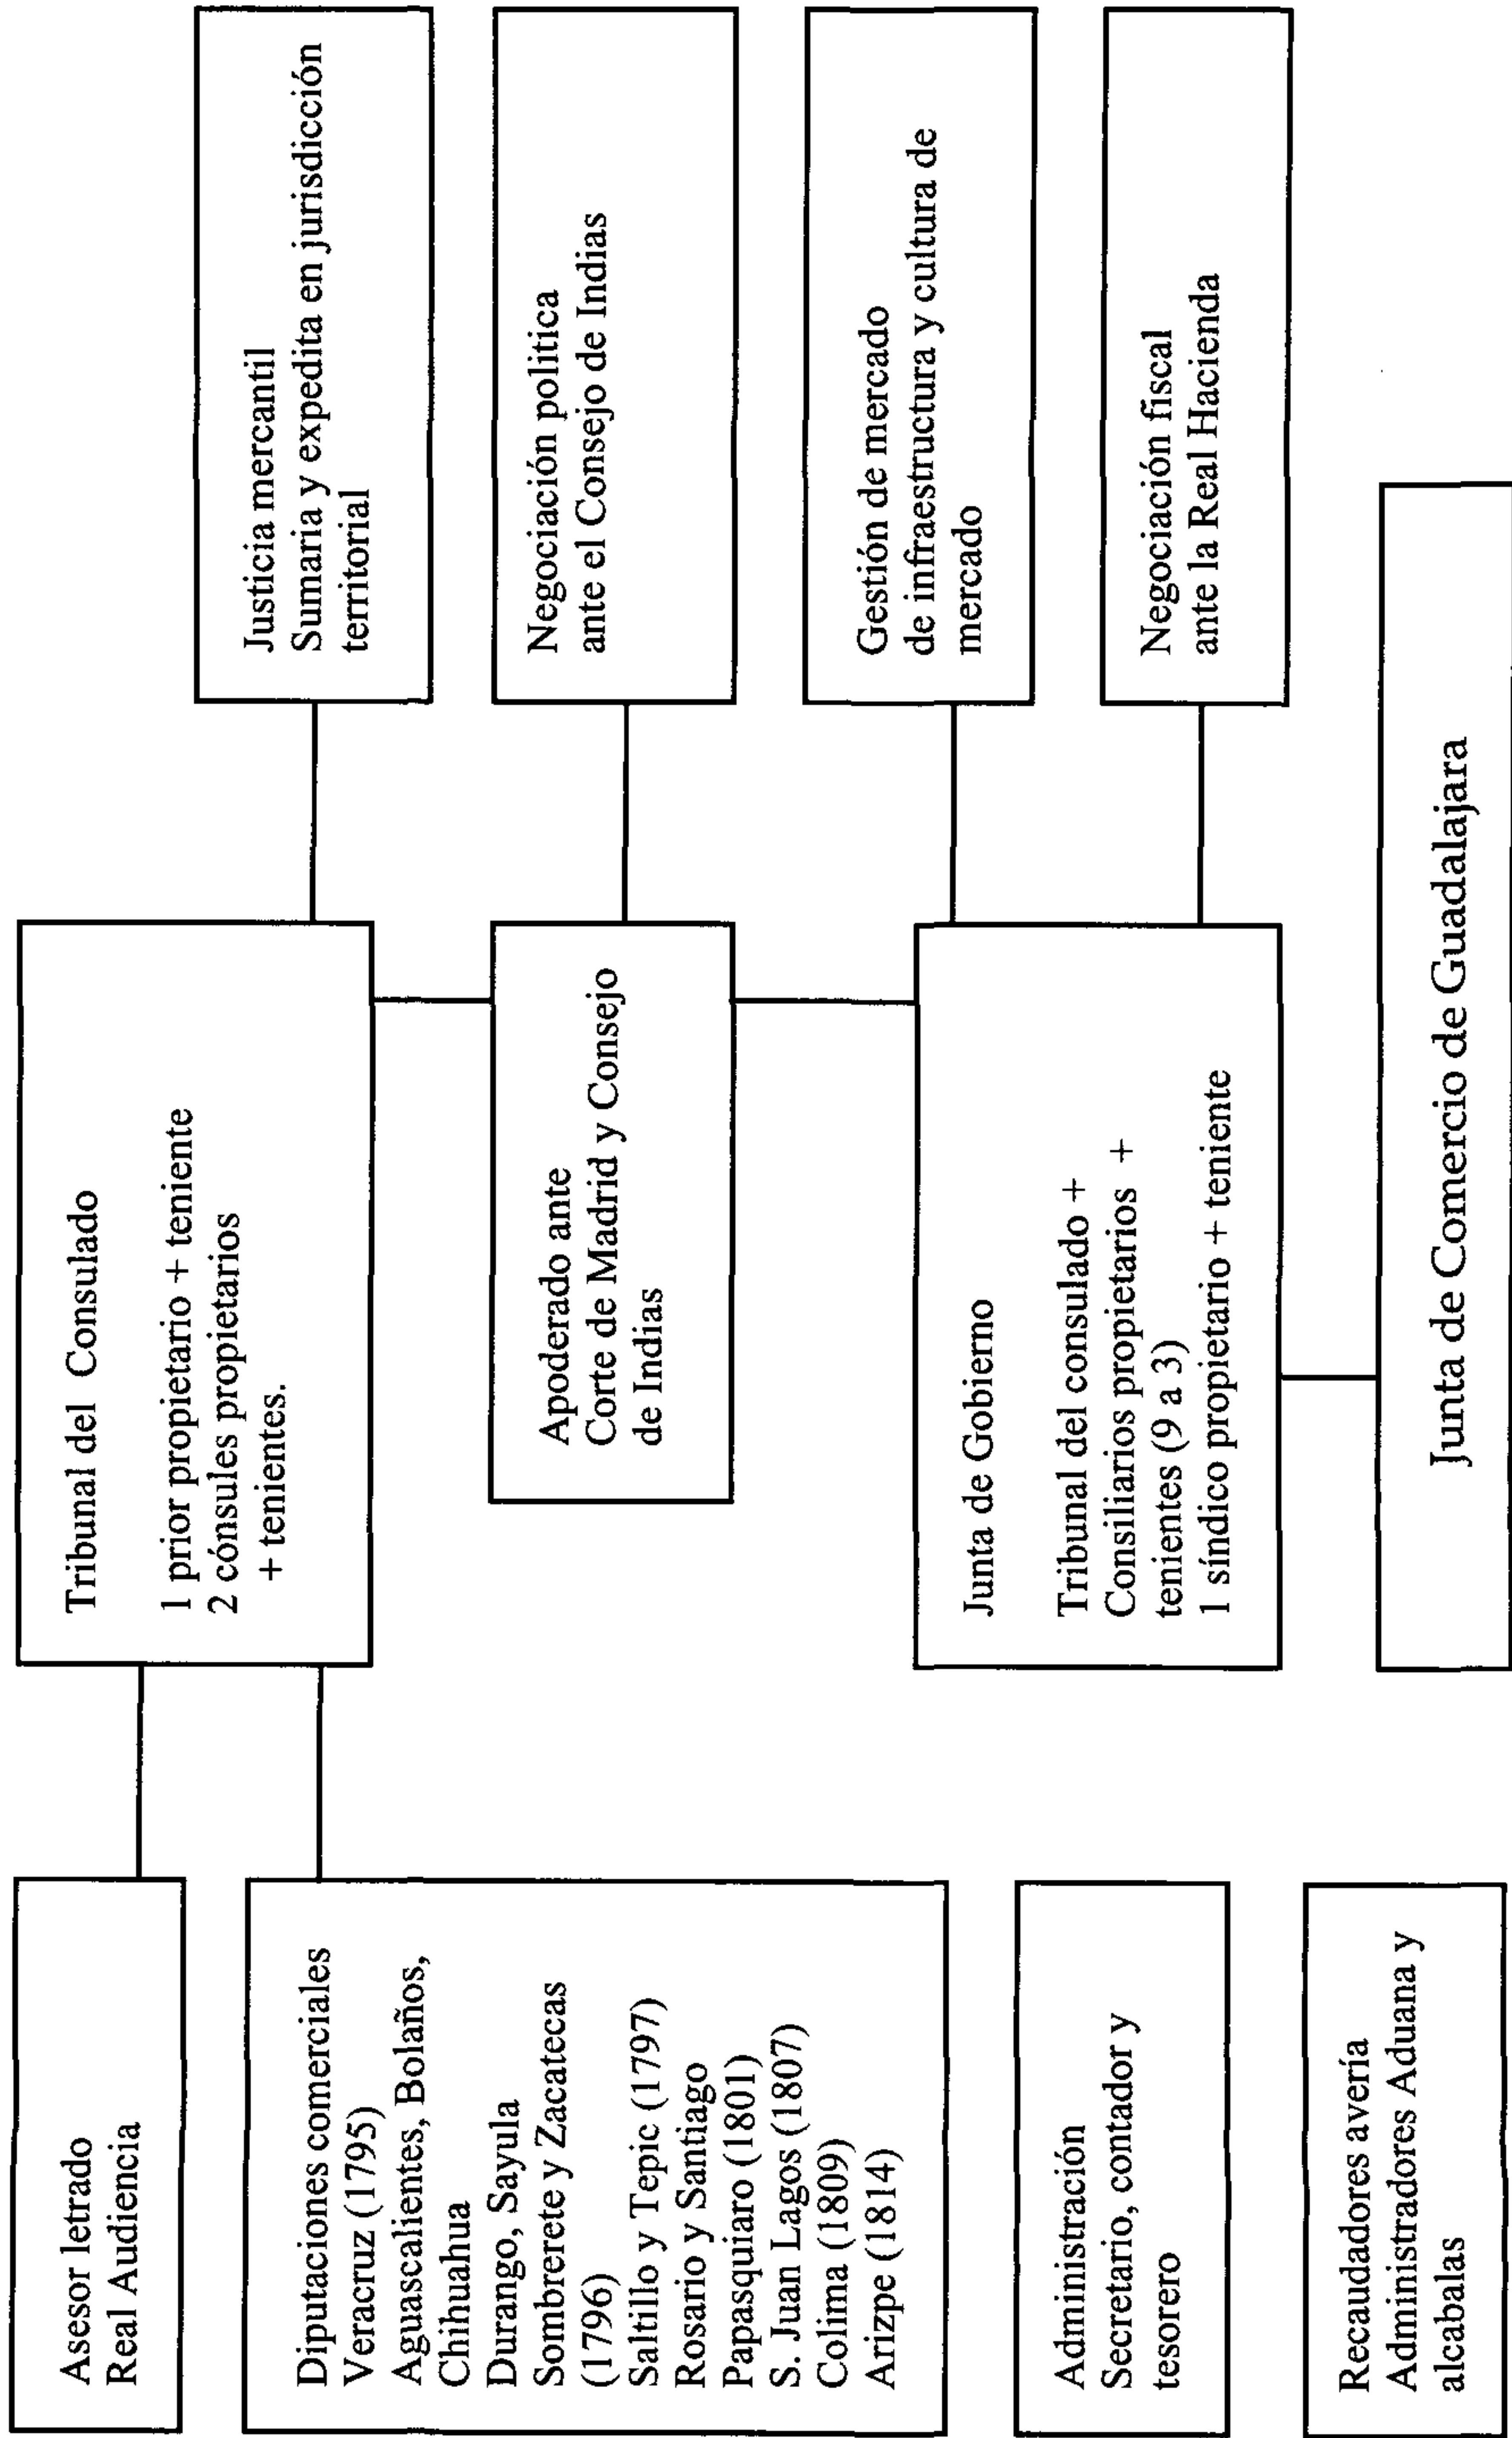 Asesor letrado
Real Audiencia
Diputaciones comerciales
Veracruz (1795)
Aguascalientes, Bolaños,
Chihuahua
Durango, Sayula
Sombrerete y Zacatecas
(1796)
Saltillo y Tepic (1797)
Rosario y Santiago
Papasquiaro (1801)
S. Juan Lagos (1807)
Colima (1809)
Arizpe (1814)
Administración
Secretario, contador y
tesorero
Recaudadores avería
Administradores Aduana y
alcabalas
Tribunal del Consulado
1 prior propietario + teniente
2 cónsules propietarios
+ tenientes.
Apoderado ante
Corte de Madrid y Consejo
de Indias
Junta de Gobierno
Tribunal del consulado +
Consiliarios propietarios +
tenientes (9 a 3)
1 síndico propietario + teniente
Junta de Comercio de Guadalajara
Justicia mercantil
Sumaria y expedita en jurisdicción
territorial
Negociación politica
ante el Consejo de Indias
Gestión de mercado
de infraestructura y cultura de
mercado
Negociación fiscal
ante la Real Hacienda